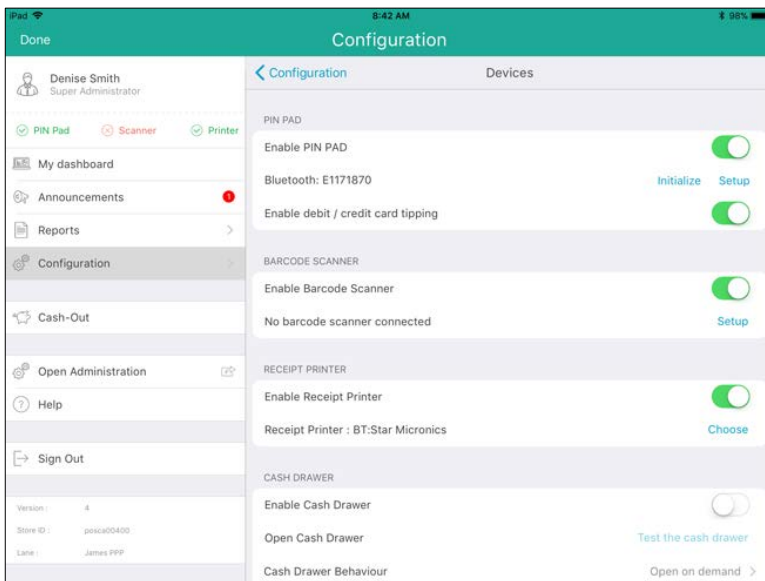 iPad 8:42 AM 98%
Done Configuration
Denise Smith
Super Administrator
PIN Pad Scanner Printer
My dashboard
Announcements 1
Reports
Configuration
Cash-Out
Open Administration
Help
Sign Out
Version : 4
Store ID : posca00400
Lane : James PPP
Configuration Devices
PIN PAD
Enable PIN PAD
Bluetooth: E1171870 Initialize Setup
Enable debit / credit card tipping
BARCODE SCANNER
Enable Barcode Scanner
No barcode scanner connected Setup
RECEIPT PRINTER
Enable Receipt Printer
Receipt Printer : BT:Star Micronics Choose
CASH DRAWER
Enable Cash Drawer
Open Cash Drawer Test the cash drawer
Cash Drawer Behaviour Open on demand